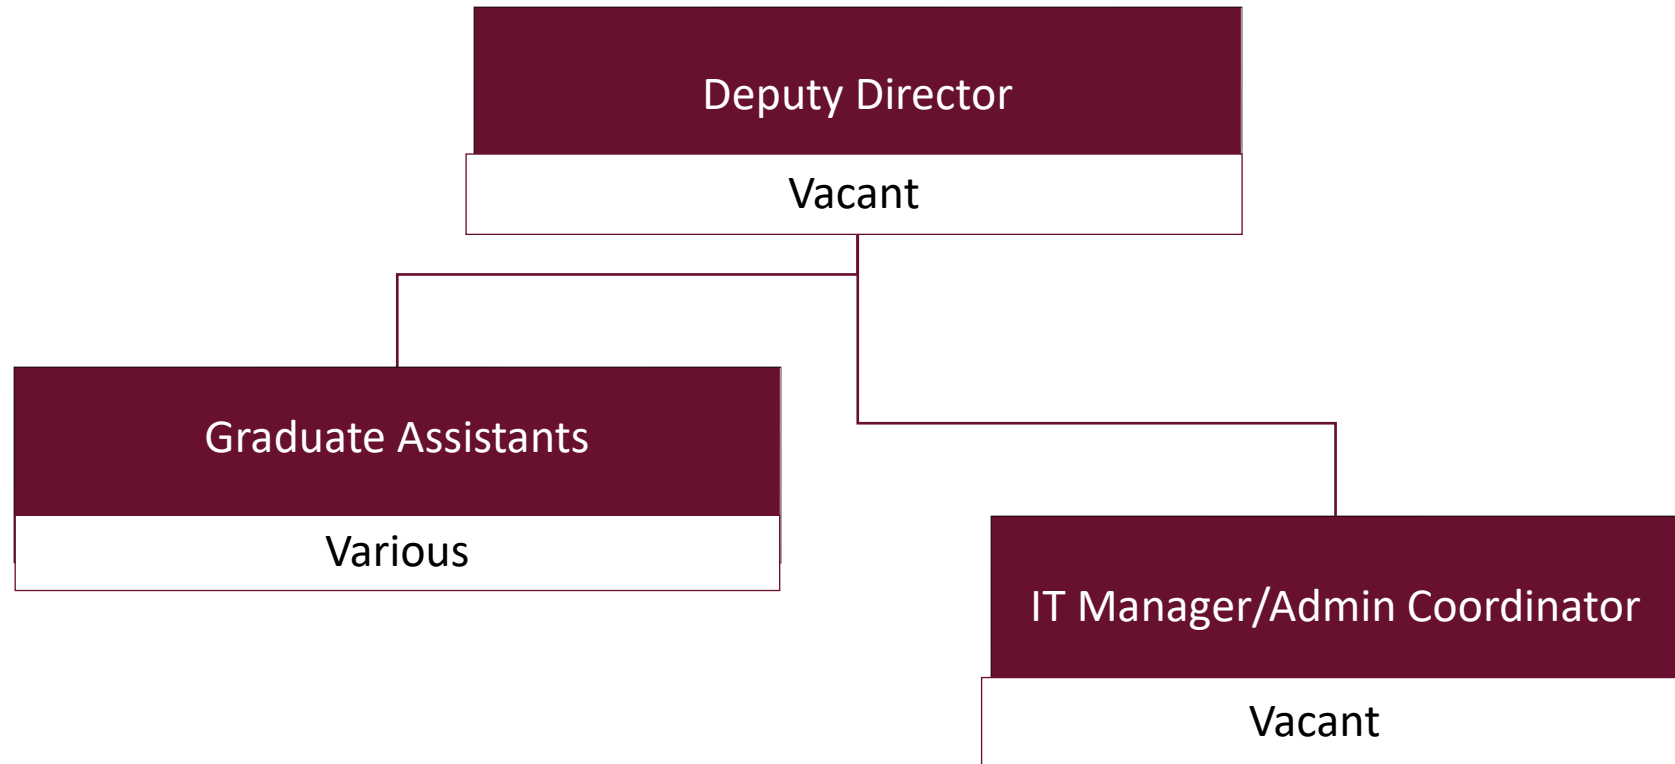 Deputy Director
Vacant
Graduate Assistants
Various
IT Manager/Admin Coordinator
Vacant